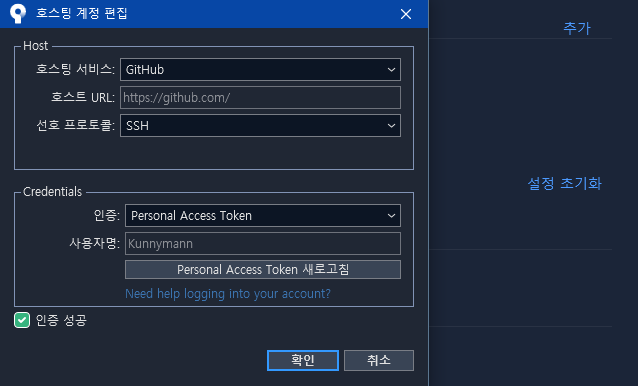 호스팅 계정 편집
추가
Host
호스팅 서비스: GitHub
호스트 URL: https://github.com/
선호 프로토콜: SSH
설정 초기화
Credentials
인증: Personal Access Token
사용자명: Kunnymann
Personal Access Token 새로고침
Need help logging into your account?
인증 성공
확인 취소